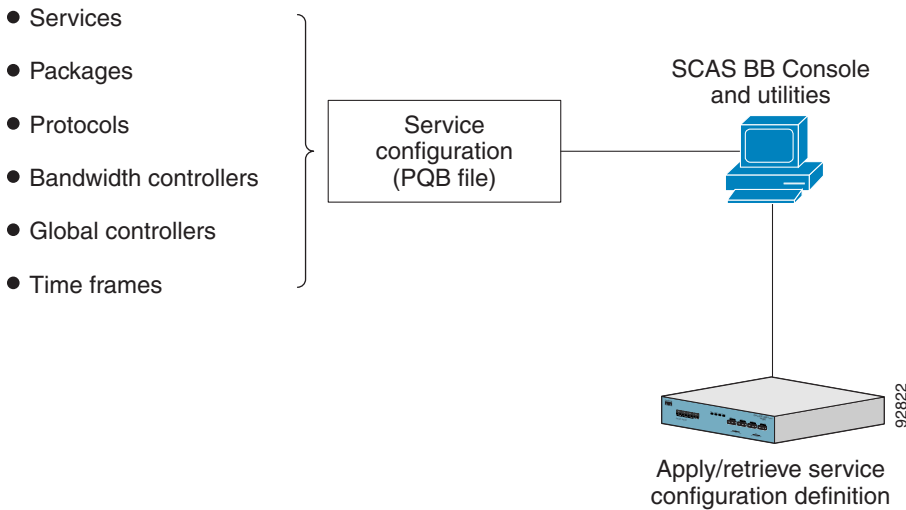 ● Services
● Packages
● Protocols
● Bandwidth controllers
● Global controllers
● Time frames
Service
configuration
(PQB file)
SCAS BB Console
and utilities
92822
Apply/retrieve service
configuration definition